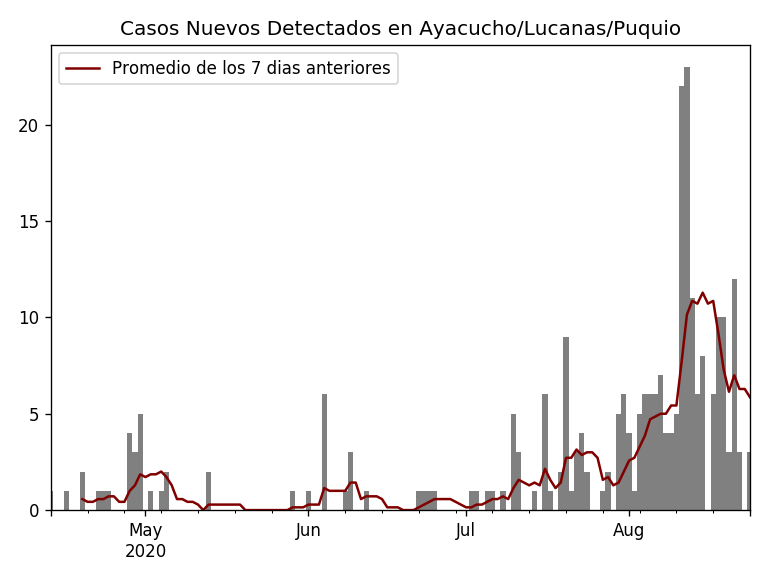 Casos Nuevos Detectados en Ayacucho/Lucanas/Puquio
Promedio de los 7 dias anteriores
20
15
10
5
0
May Jun Jul Aug
2020